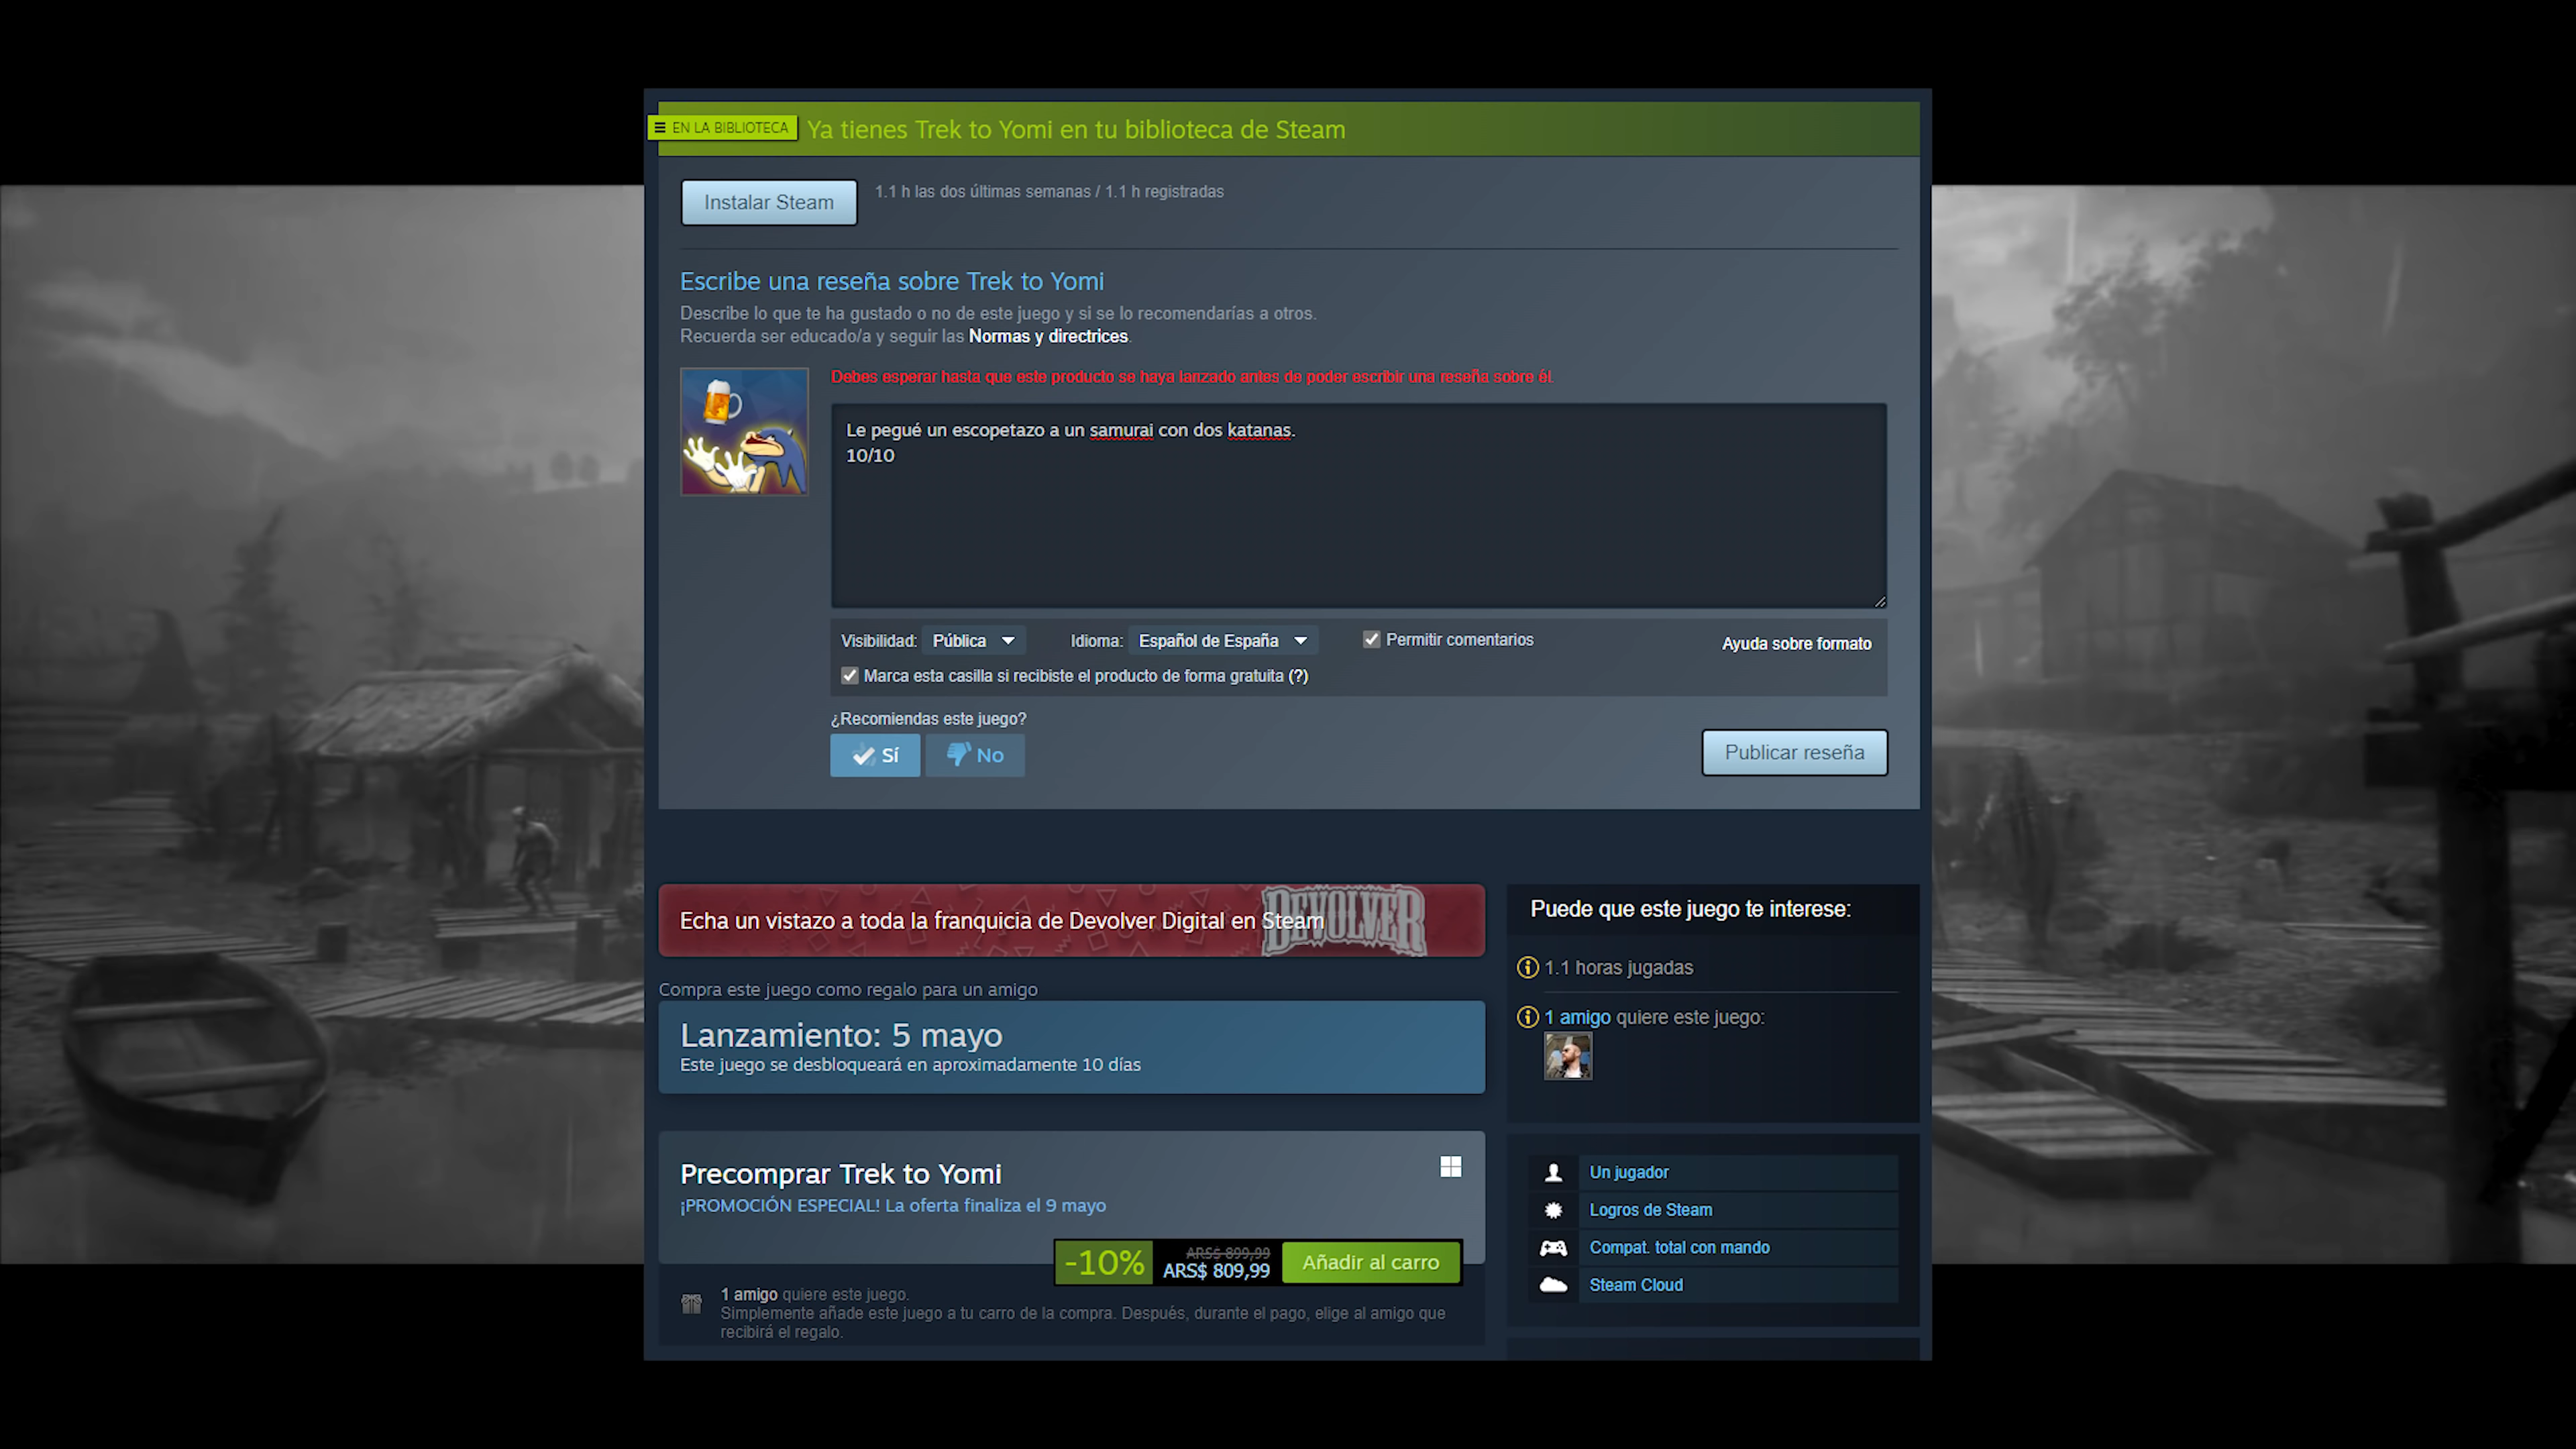 EN LA BIBLIOTECA
Ya tienes Trek to Yomi en tu biblioteca de Steam
Instalar Steam
1.1 h las dos últimas semanas / 1.1 h registradas
Escribe una reseña sobre Trek to Yomi
Describe lo que te ha gustado o no de este juego y si se lo recomendarías a otros.
Recuerda ser educado/a y seguir las Normas y directrices.
Debes esperar hasta que este producto se haya lanzado antes de poder escribir una reseña sobre él.
Le pegué un escopetazo a un samurai con dos katanas.
10/10
Visibilidad: Pública
Idioma: Español de España
Permitir comentarios
Ayuda sobre formato
Marca esta casilla si recibiste el producto de forma gratuita (?)
¿Recomiendas este juego?
Sí
No
Publicar reseña
Echa un vistazo a toda la franquicia de Devolver Digital en Steam
DEVOLVER
Compra este juego como regalo para un amigo
Lanzamiento: 5 mayo
Este juego se desbloqueará en aproximadamente 10 días
Precomprar Trek to Yomi
¡PROMOCIÓN ESPECIAL! La oferta finaliza el 9 mayo
-10%
ARS$ 899,99
ARS$ 809,99
Añadir al carro
1 amigo quiere este juego.
Simplemente añade este juego a tu carro de la compra. Después, durante el pago, elige al amigo que
recibirá el regalo.
Puede que este juego te interese:
1.1 horas jugadas
1 amigo quiere este juego:
Un jugador
Logros de Steam
Compat. total con mando
Steam Cloud